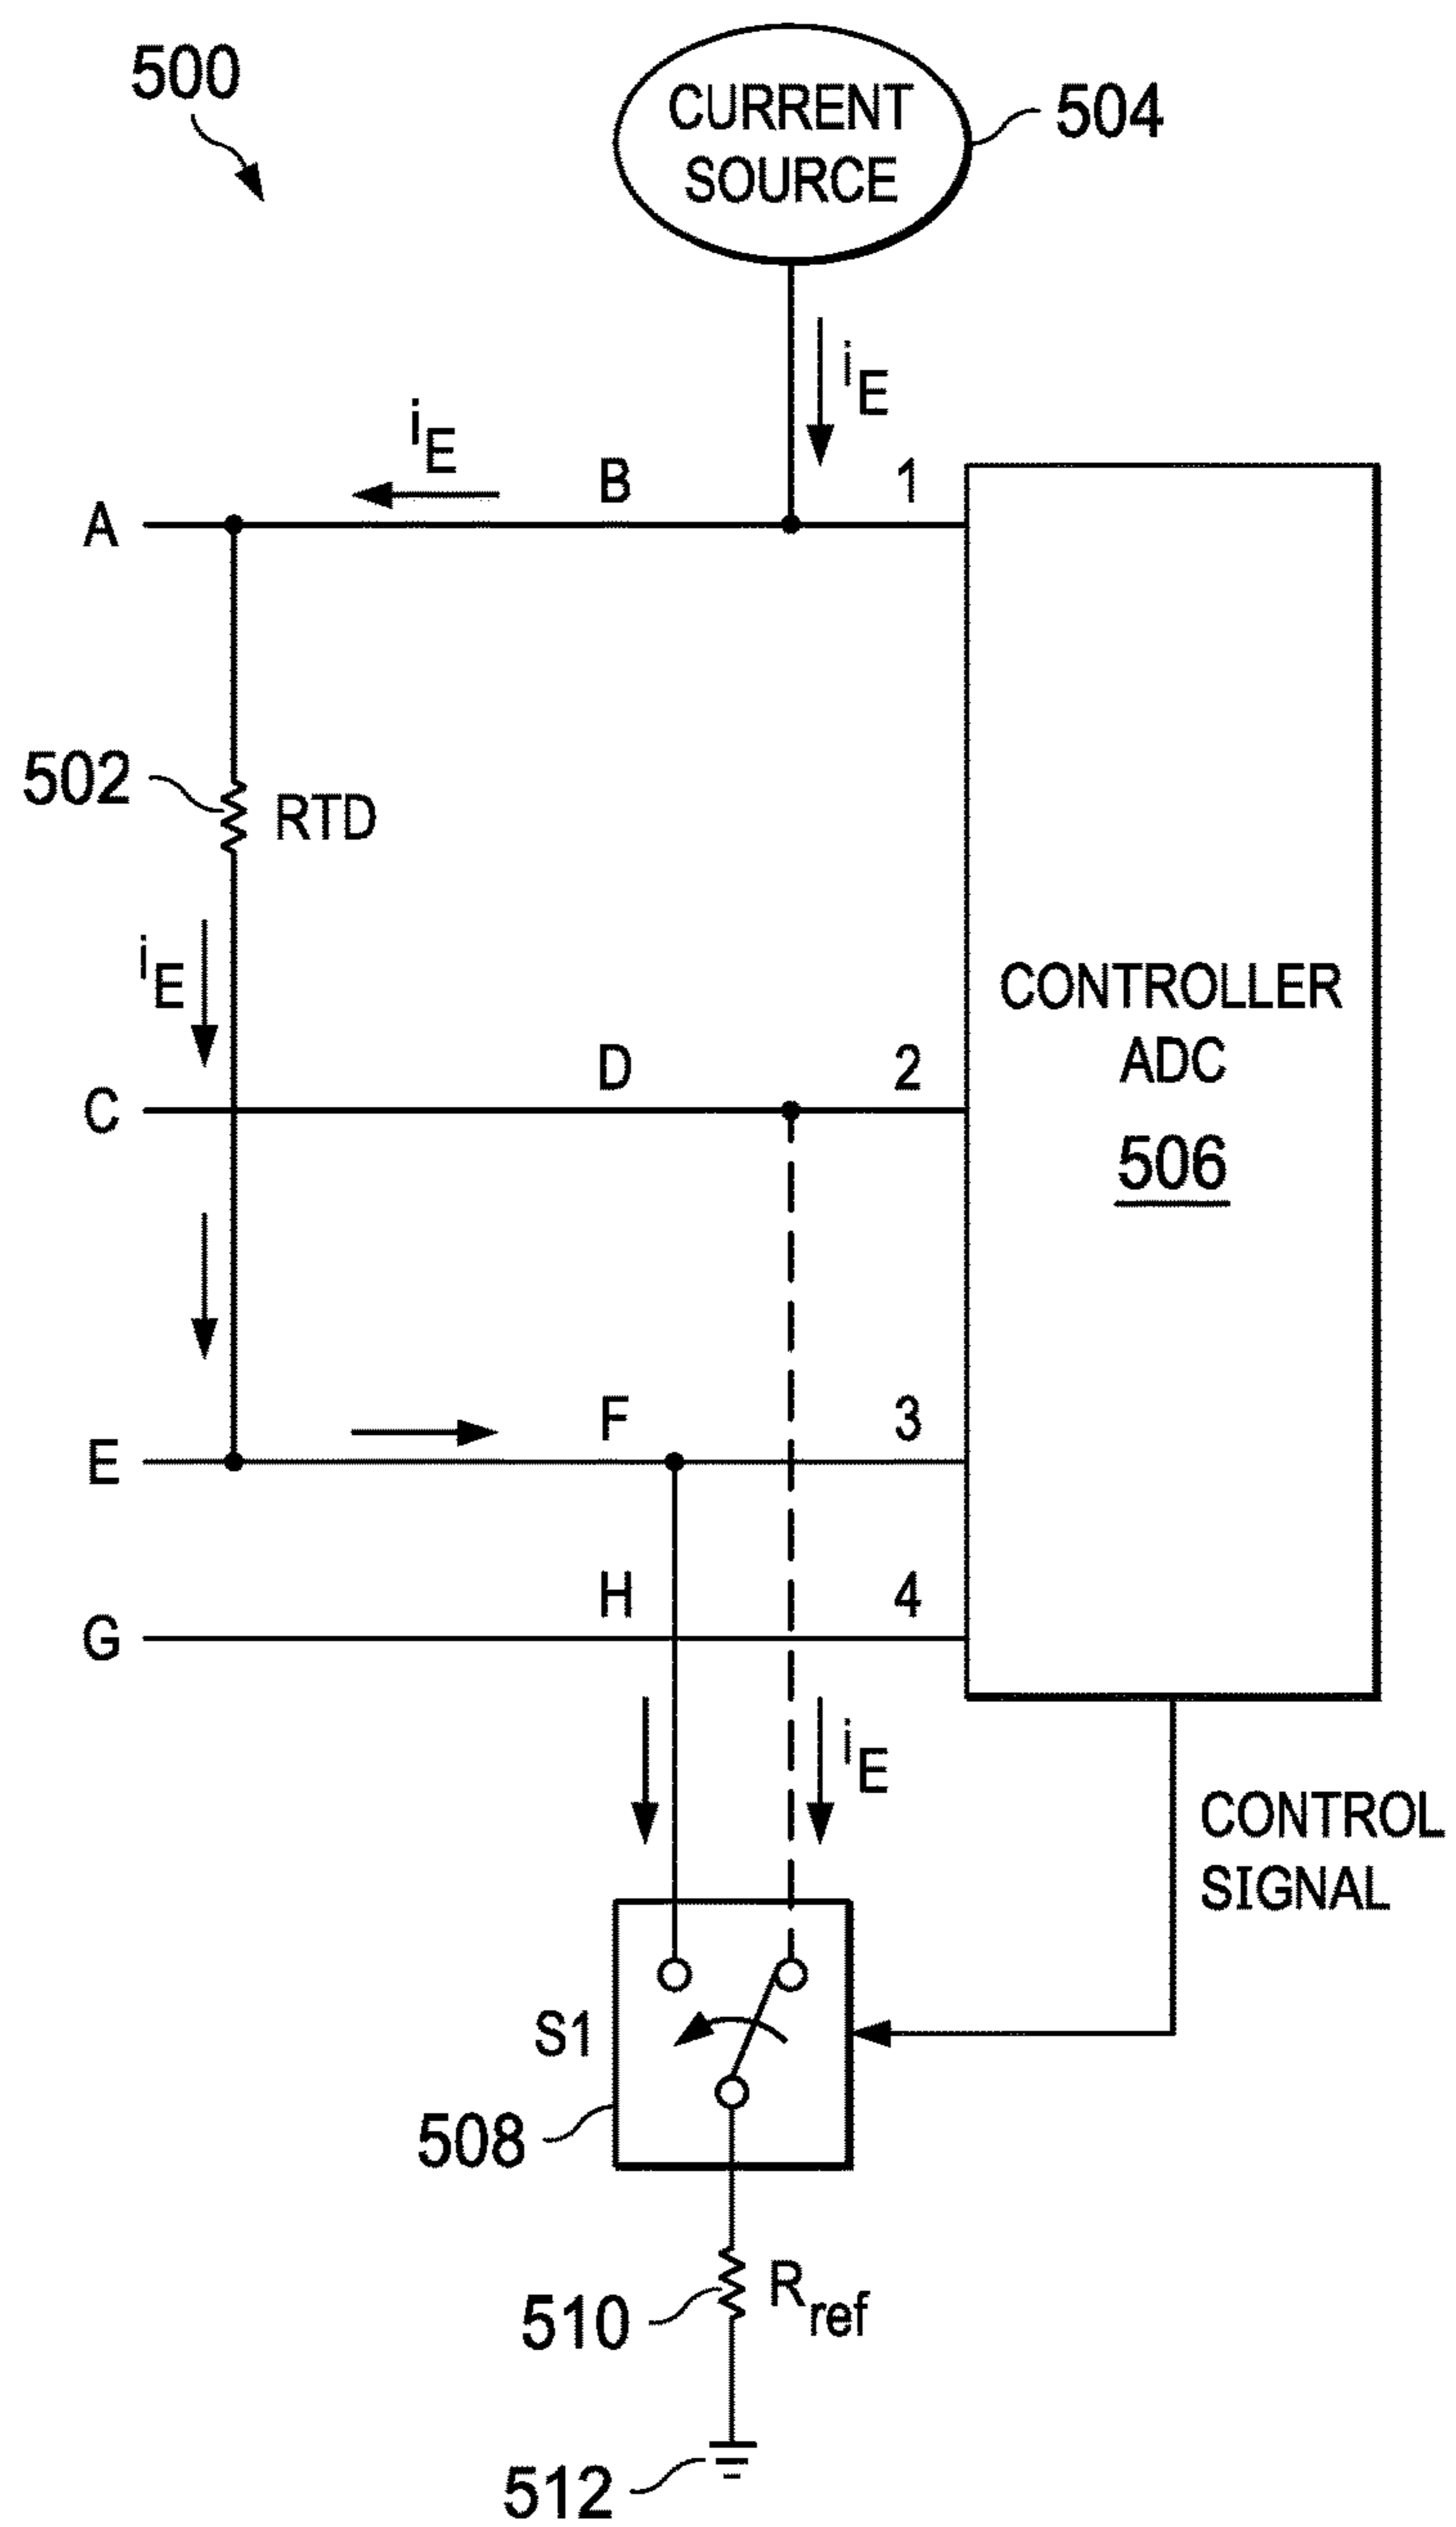 500
CURRENT
SOURCE
504
iE
iE
B
1
A
502
RTD
iE
CONTROLLER
ADC
506
D
2
C
F
3
E
H
4
G
iE
CONTROL
SIGNAL
S1
508
Rref
510
512